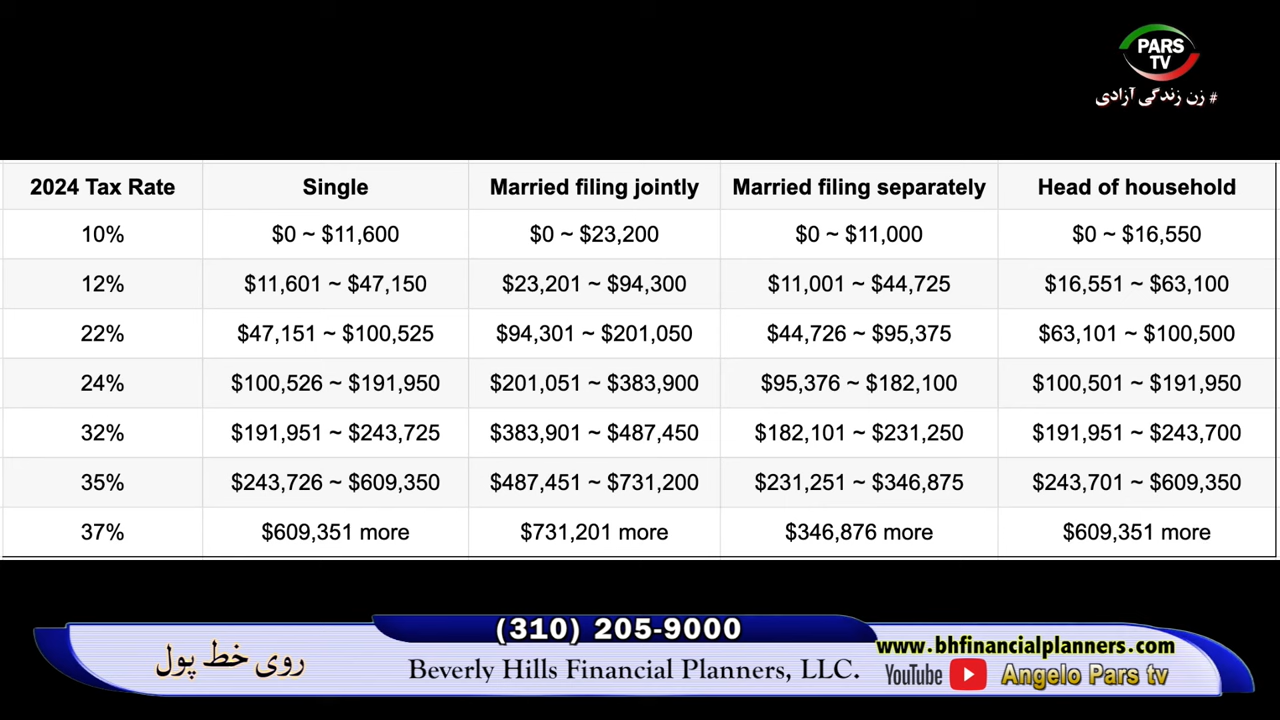 PARS
TV
# زن زندگی آزادی
2024 Tax Rate Single Married filing jointly Married filing separately Head of household
10% $0 ~ $11,600 $0 ~ $23,200 $0 ~ $11,000 $0 ~ $16,550
12% $11,601 ~ $47,150 $23,201 ~ $94,300 $11,001 ~ $44,725 $16,551 ~ $63,100
22% $47,151 ~ $100,525 $94,301 ~ $201,050 $44,726 ~ $95,375 $63,101 ~ $100,500
24% $100,526 ~ $191,950 $201,051 ~ $383,900 $95,376 ~ $182,100 $100,501 ~ $191,950
32% $191,951 ~ $243,725 $383,901 ~ $487,450 $182,101 ~ $231,250 $191,951 ~ $243,700
35% $243,726 ~ $609,350 $487,451 ~ $731,200 $231,251 ~ $346,875 $243,701 ~ $609,350
37% $609,351 more $731,201 more $346,876 more $609,351 more
(310) 205-9000
روی خط پول
Beverly Hills Financial Planners, LLC.
www.bhfinancialplanners.com
YouTube Angelo Pars tv